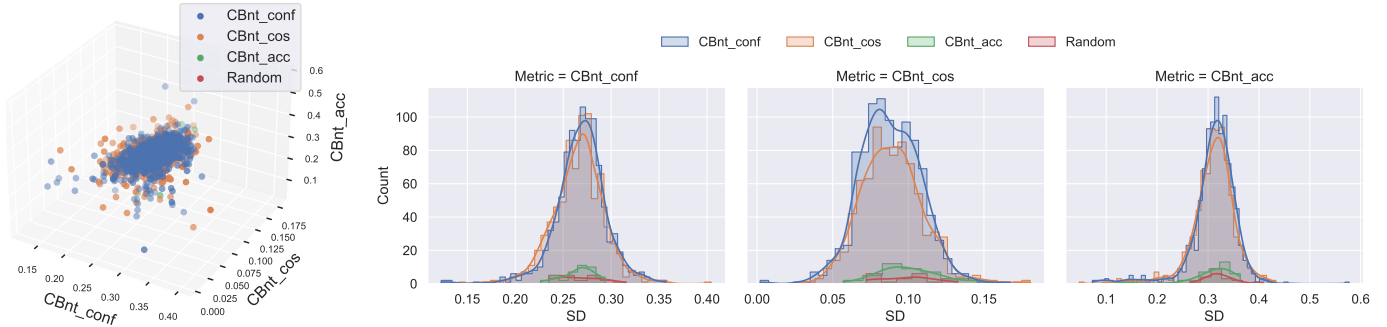 CBnt_conf
CBnt_cos
CBnt_acc
Random
0.6
0.5
0.4
0.3
0.2
0.1
CBnt_acc
0.15
0.20
0.25
0.30
0.35
0.40
CBnt_conf
0.000
0.025
0.050
0.075
0.100
0.125
0.150
0.175
CBnt_cos
CBnt_conf CBnt_cos CBnt_acc Random
Metric = CBnt_conf Metric = CBnt_cos Metric = CBnt_acc
Count
100
80
60
40
20
0
0.15 0.20 0.25 0.30 0.35 0.40 0.00 0.05 0.10 0.15 0.1 0.2 0.3 0.4 0.5 0.6
SD SD SD